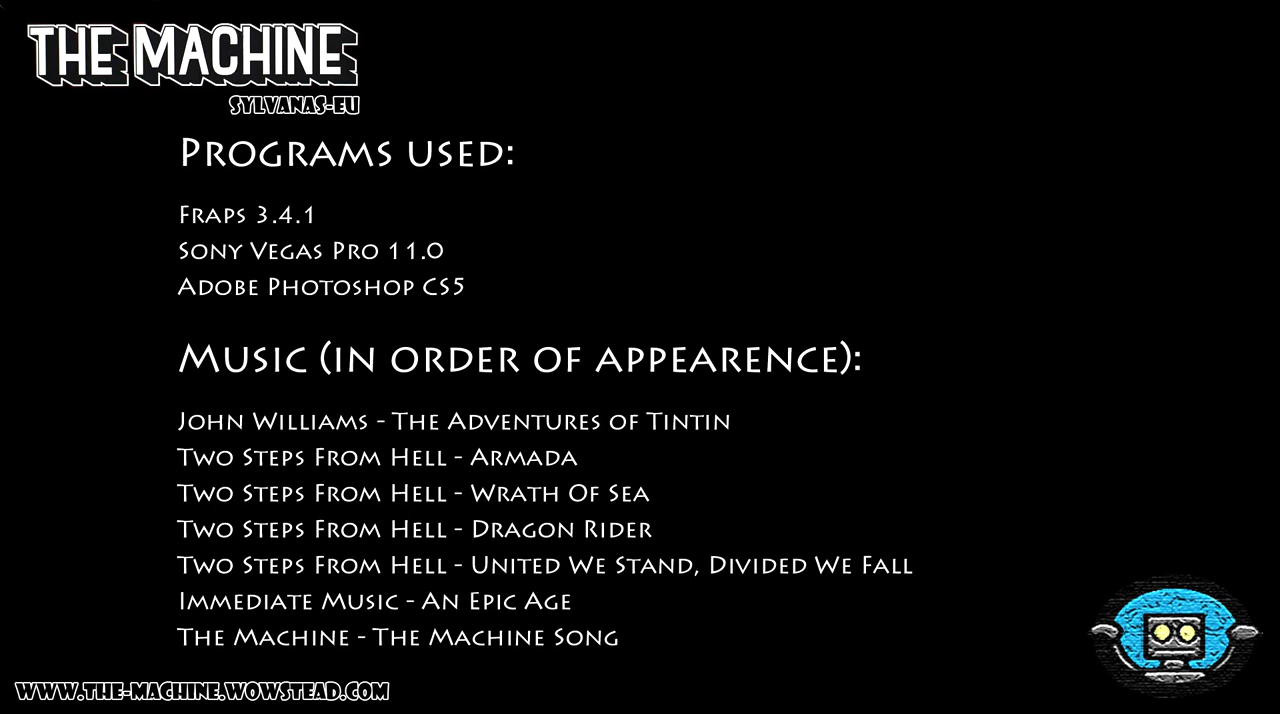 THE MACHINE
SYLVANAS-EU
PROGRAMS USED:
FRAPS 3.4.1
SONY VEGAS PRO 11.0
ADOBE PHOTOSHOP CS5
MUSIC (IN ORDER OF APPEARENCE):
JOHN WILLIAMS - THE ADVENTURES OF TINTIN
TWO STEPS FROM HELL - ARMADA
TWO STEPS FROM HELL - WRATH OF SEA
TWO STEPS FROM HELL - DRAGON RIDER
TWO STEPS FROM HELL - UNITED WE STAND, DIVIDED WE FALL
IMMEDIATE MUSIC - AN EPIC AGE
THE MACHINE - THE MACHINE SONG
WWW.THE-MACHINE.WOWSTEAD.COM